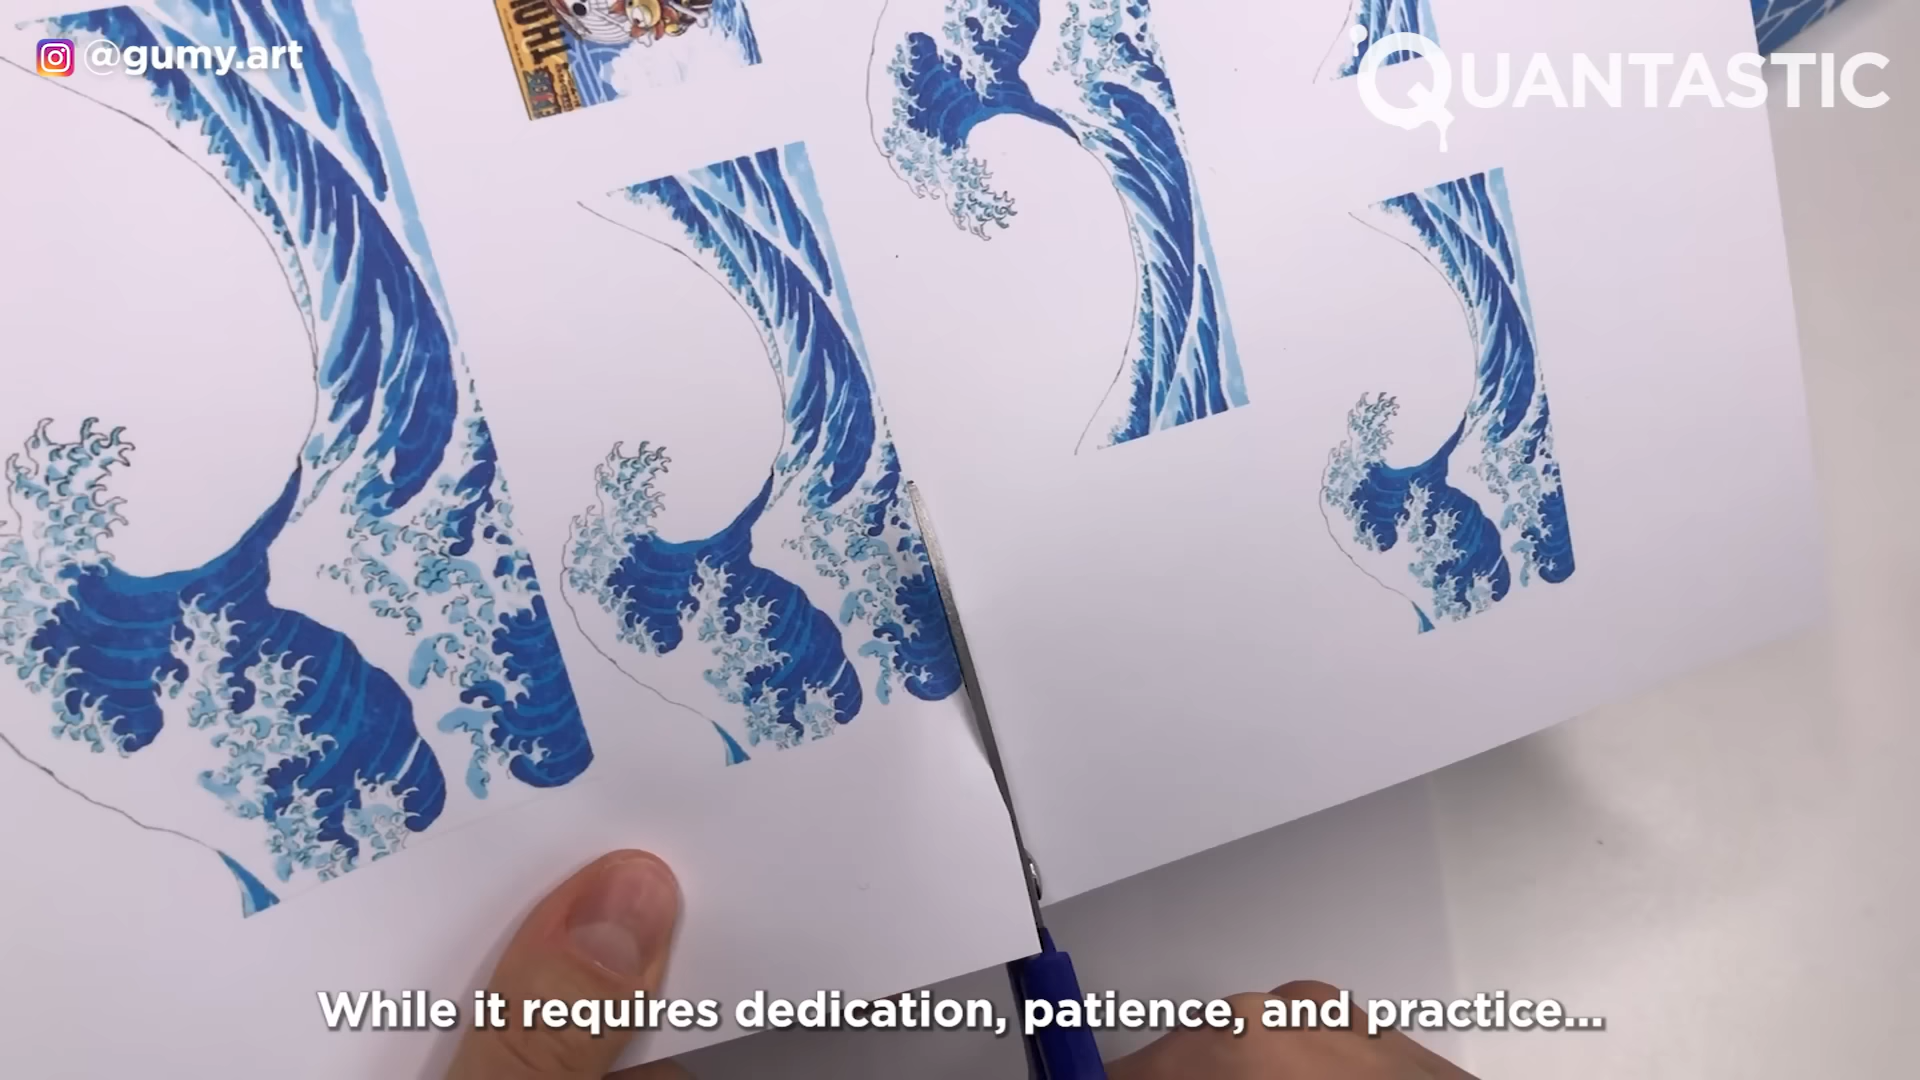 @gumy.art
QUANTASTIC
While it requires dedication, patience, and practice...